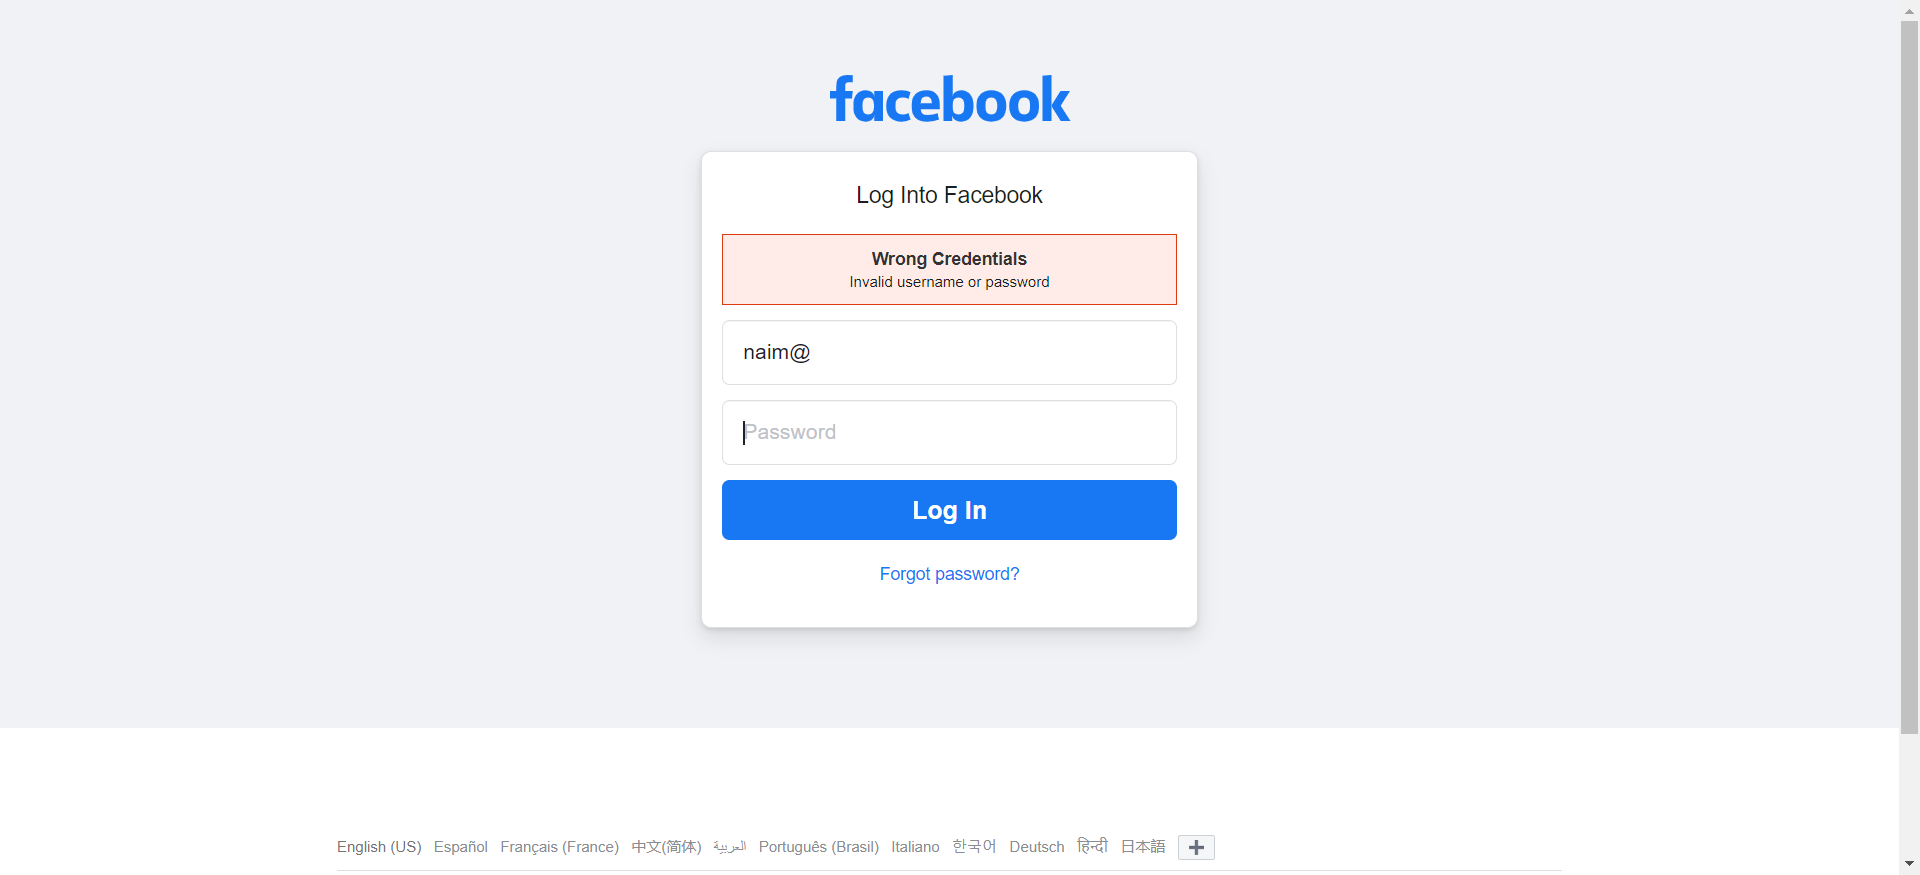 facebook
Log Into Facebook
Wrong Credentials
Invalid username or password
naim@
Password
Log In
Forgot password?
English (US) Español Français (France) 中文(简体) العربية Português (Brasil) Italiano 한국어 Deutsch हिन्दी 日本語